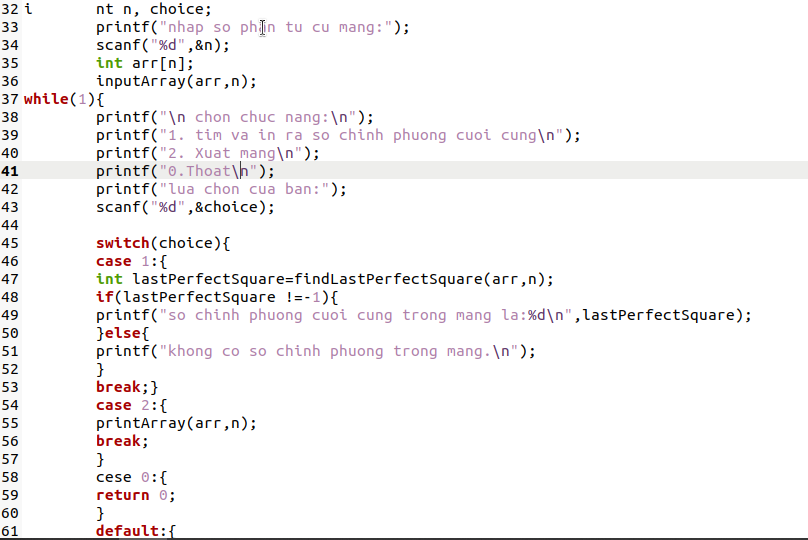 32 i       nt n, choice;
33         printf("nhap so phan tu cu mang:");
34         scanf("%d",&n);
35         int arr[n];
36         inputArray(arr,n);
37 while(1){
38         printf("\n chon chuc nang:\n");
39         printf("1. tim va in ra so chinh phuong cuoi cung\n");
40         printf("2. Xuat mang\n");
41         printf("0.Thoat\n");
42         printf("lua chon cua ban:");
43         scanf("%d",&choice);
44
45         switch(choice){
46         case 1:{
47         int lastPerfectSquare=findLastPerfectSquare(arr,n);
48         if(lastPerfectSquare !=-1){
49         printf("so chinh phuong cuoi cung trong mang la:%d\n",lastPerfectSquare);
50         }else{
51         printf("khong co so chinh phuong trong mang.\n");
52         }
53         break;}
54         case 2:{
55         printArray(arr,n);
56         break;
57         }
58         cese 0:{
59         return 0;
60         }
61         default:{